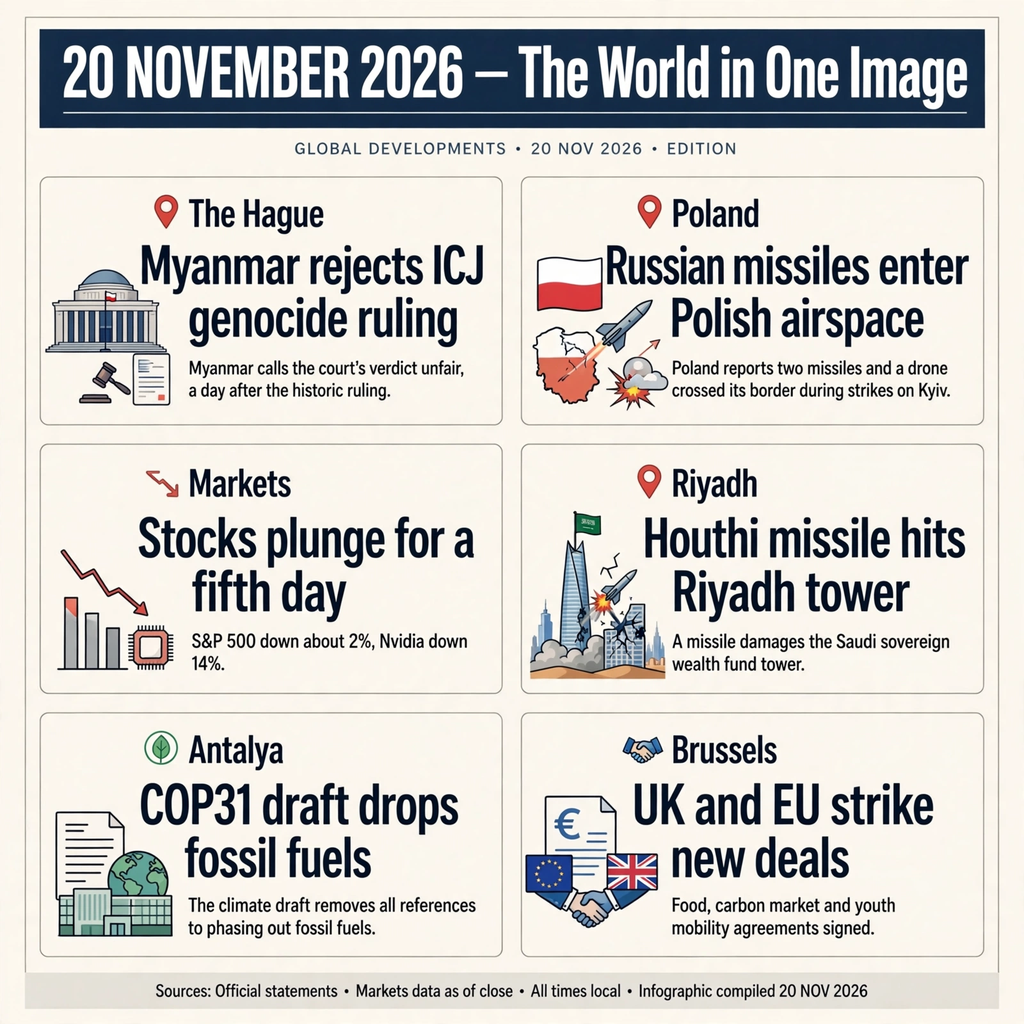 20 NOVEMBER 2026 — The World in One Image
GLOBAL DEVELOPMENTS • 20 NOV 2026 • EDITION
The Hague
Myanmar rejects ICJ
genocide ruling
Myanmar calls the court's verdict unfair,
a day after the historic ruling.
Poland
Russian missiles enter
Polish airspace
Poland reports two missiles and a drone
crossed its border during strikes on Kyiv.
Markets
Stocks plunge for a
fifth day
S&P 500 down about 2%, Nvidia down
14%.
Riyadh
Houthi missile hits
Riyadh tower
A missile damages the Saudi sovereign
wealth fund tower.
Antalya
COP31 draft drops
fossil fuels
The climate draft removes all references
to phasing out fossil fuels.
Brussels
€
UK and EU strike
new deals
Food, carbon market and youth
mobility agreements signed.
Sources: Official statements • Markets data as of close • All times local • Infographic compiled 20 NOV 2026